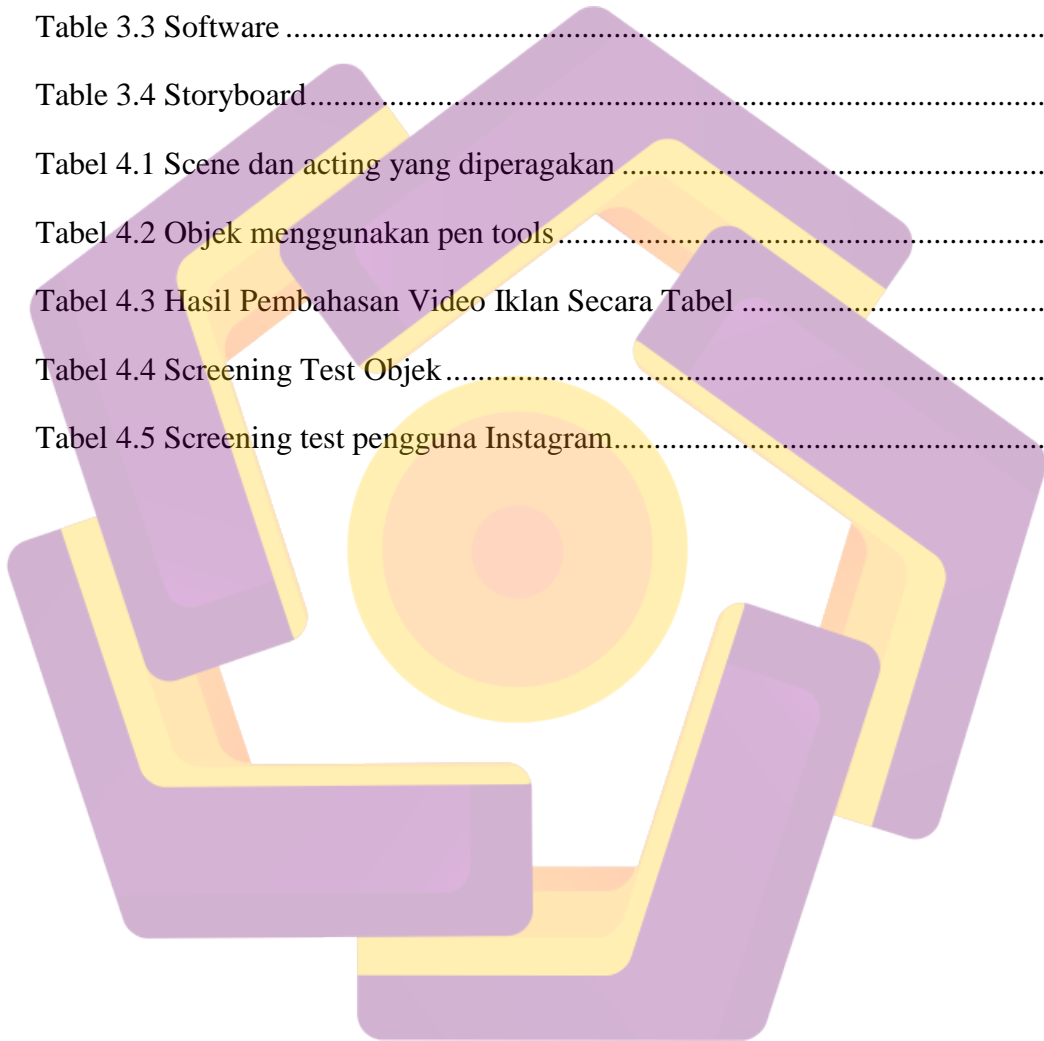 Table 3.3 Software ................................................................................................
Table 3.4 Storyboard.............................................................................................
Tabel 4.1 Scene dan acting yang diperagakan .....................................................
Tabel 4.2 Objek menggunakan pen tools.............................................................
Tabel 4.3 Hasil Pembahasan Video Iklan Secara Tabel ......................................
Tabel 4.4 Screening Test Objek...........................................................................
Tabel 4.5 Screening test pengguna Instagram......................................................